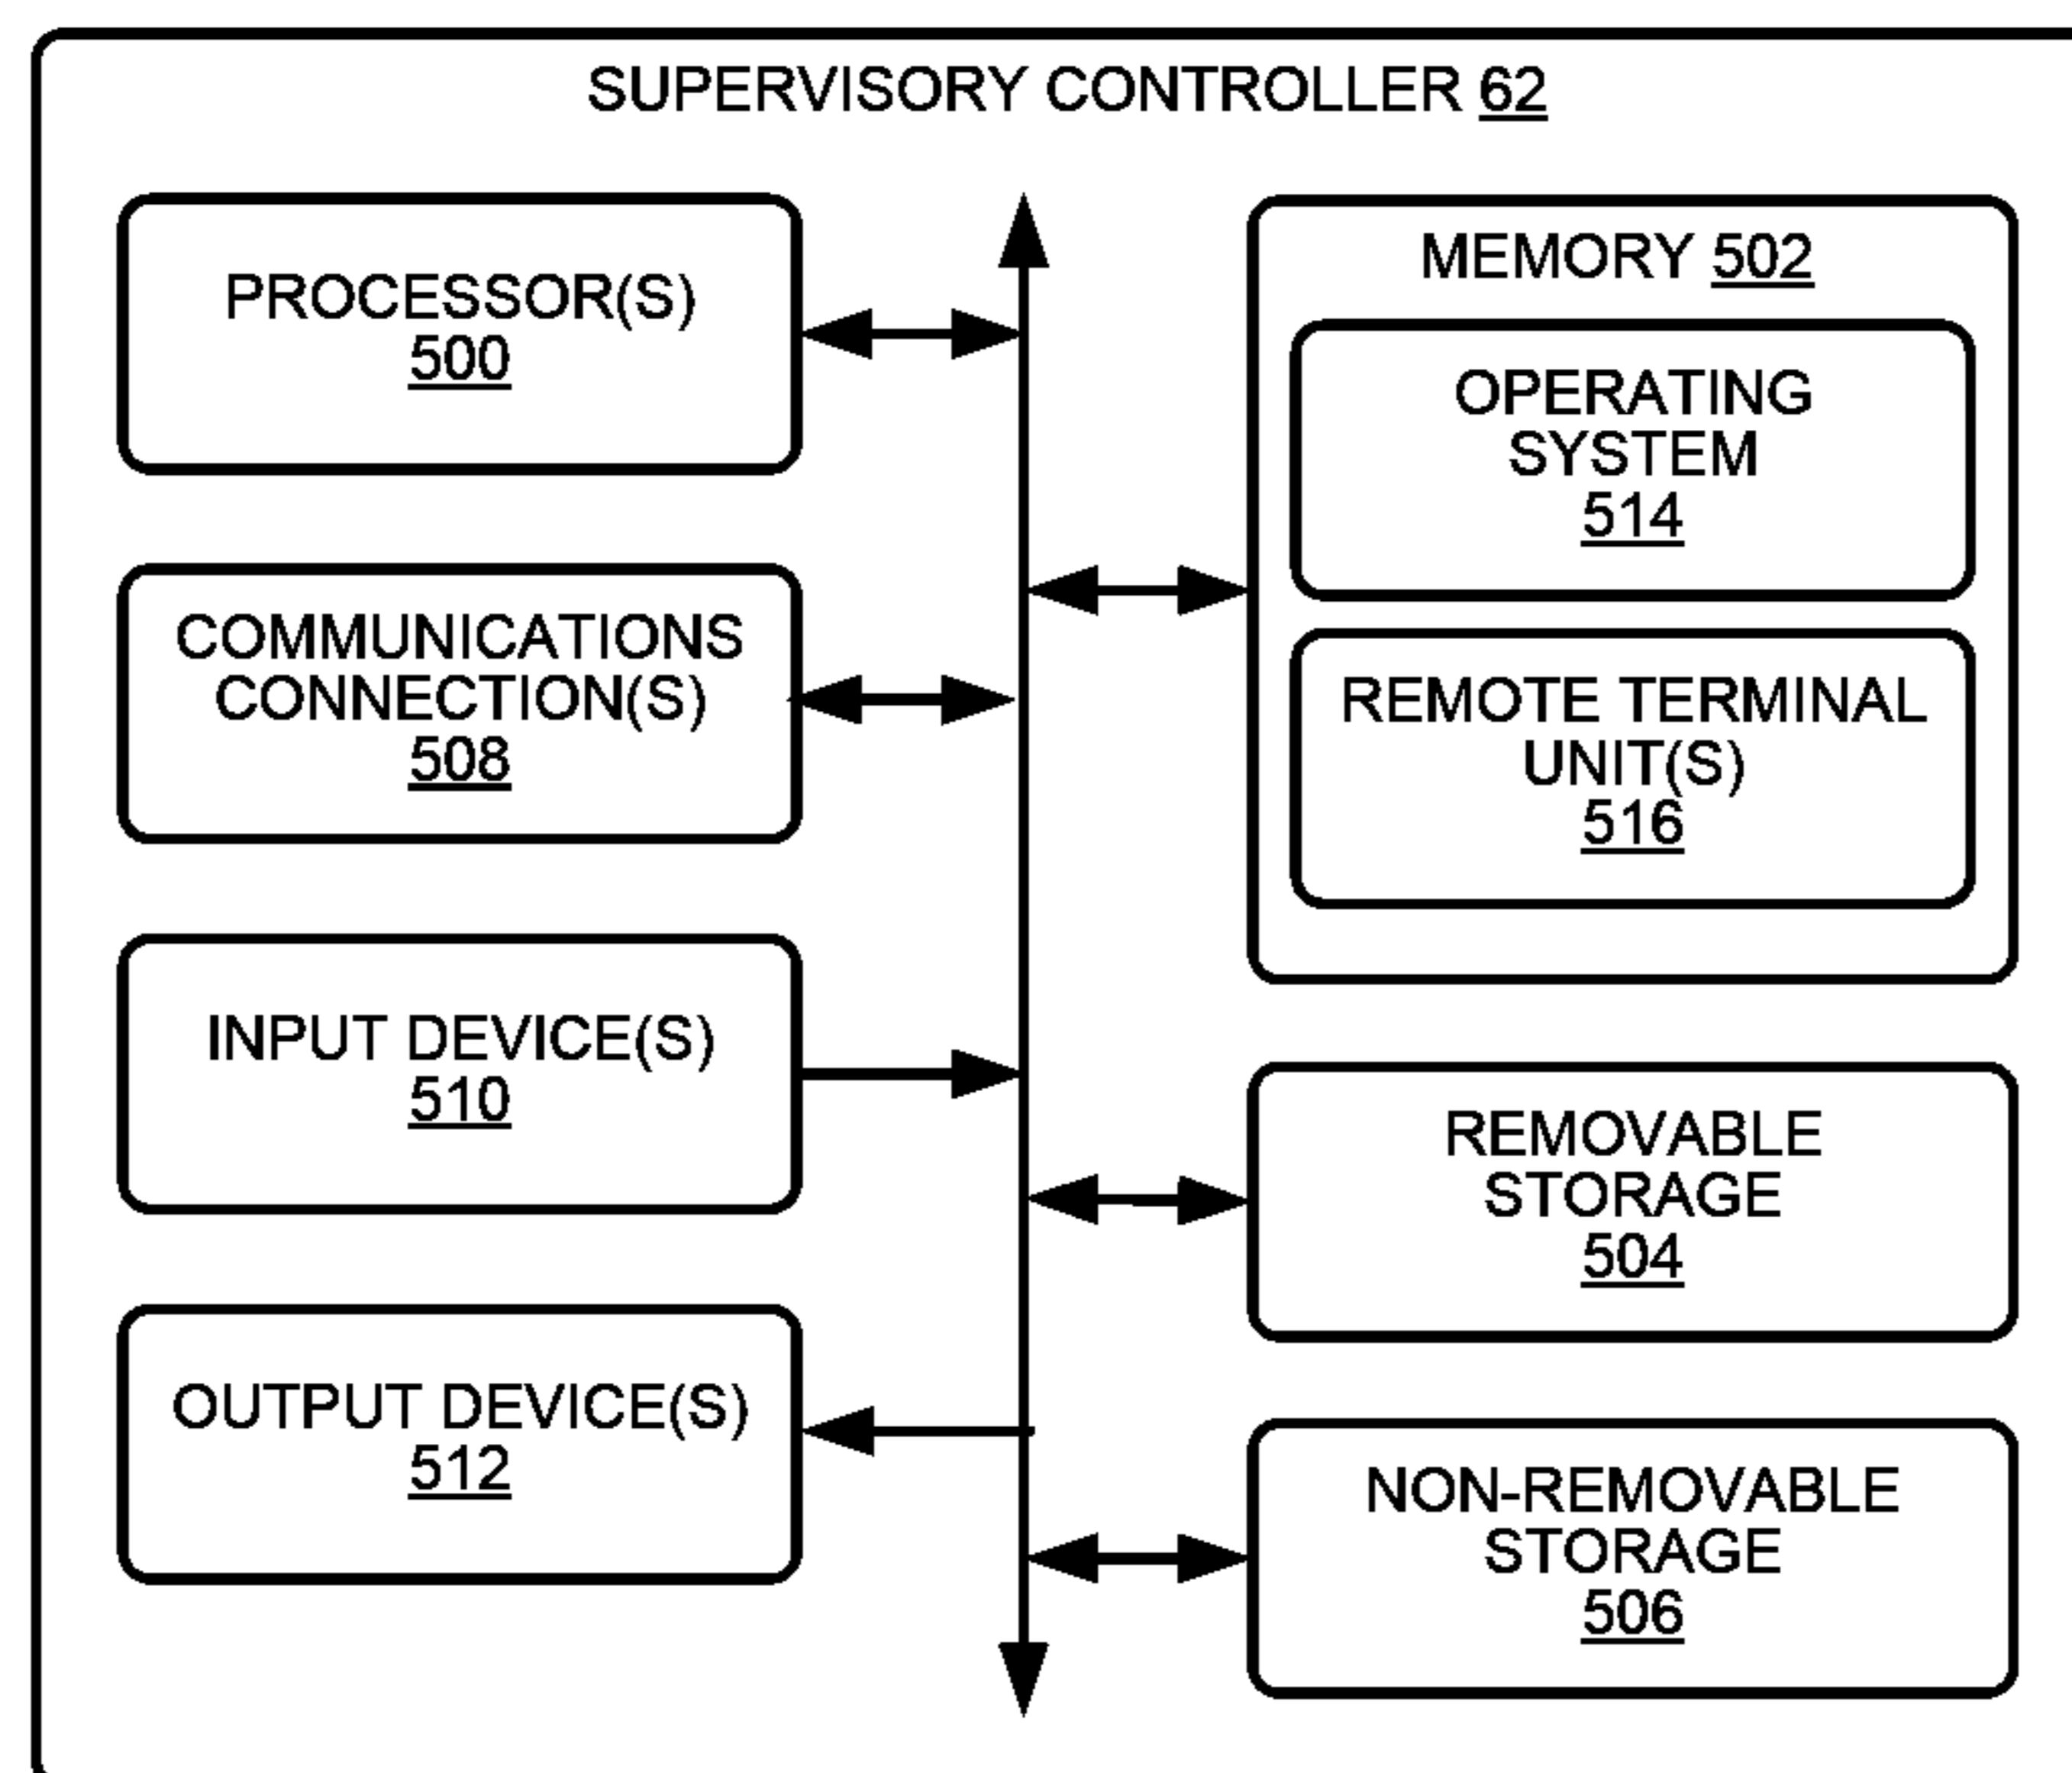 SUPERVISORY CONTROLLER 62
PROCESSOR(S)
500
COMMUNICATIONS
CONNECTION(S)
508
INPUT DEVICE(S)
510
OUTPUT DEVICE(S)
512
MEMORY 502
OPERATING
SYSTEM
514
REMOTE TERMINAL
UNIT(S)
516
REMOVABLE
STORAGE
504
NON-REMOVABLE
STORAGE
506